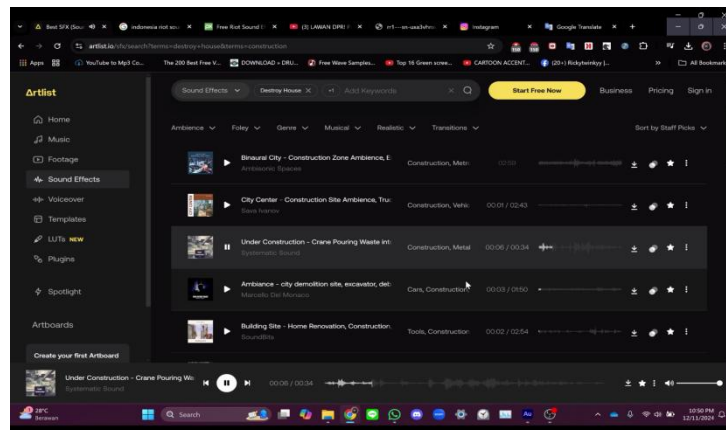 Best SFX (Sour
indonesia riot sou
Free Riot Sound E
(3) LAWAN DPR! P
Instagram
Google Translate
artlist.io/sfx/search?terms=destroy+house&terms=construction
Apps
YouTube to Mp3 Co...
The 200 Best Free V...
DOWNLOAD » DRU...
Free Wave Samples...
Top 16 Green scree...
CARTOON ACCENT...
(20+) Rickytwinkyy |...
All Bookmark
Artlist
Sound Effects
Destroy House X
+1
Add Keywords
Start Free Now
Business
Pricing
Sign in
Home
Music
Footage
Sound Effects
Voiceover
Templates
LUTs NEW
Plugins
Spotlight
Artboards
Create your first Artboard
Ambience
Foley
Genre
Musical
Realistic
Transitions
Sort by Staff Picks
Binaural City - Construction Zone Ambience, E
Ambisonic Spaces
Construction, Metr
City Center - Construction Site Ambience, Tru
Sans Ivanov
Construction, Vehi
00:01 / 02:43
Under Construction - Crane Pouring Waste int
Systematic Sound
Construction, Metal
00:06 / 00:34
Ambiance - city demolition site, excavator, deb
Marcello Del Monaco
Cars, Construction
00:03 / 01:50
Building Site - Home Renovation, Construction
SoundBits
Tools, Construction
00:02 / 02:54
Under Construction - Crane Pouring Wa
Systematic Sound
00:06 / 00:34
28°C
Berawan
Search
10:50 PM
12/11/2024